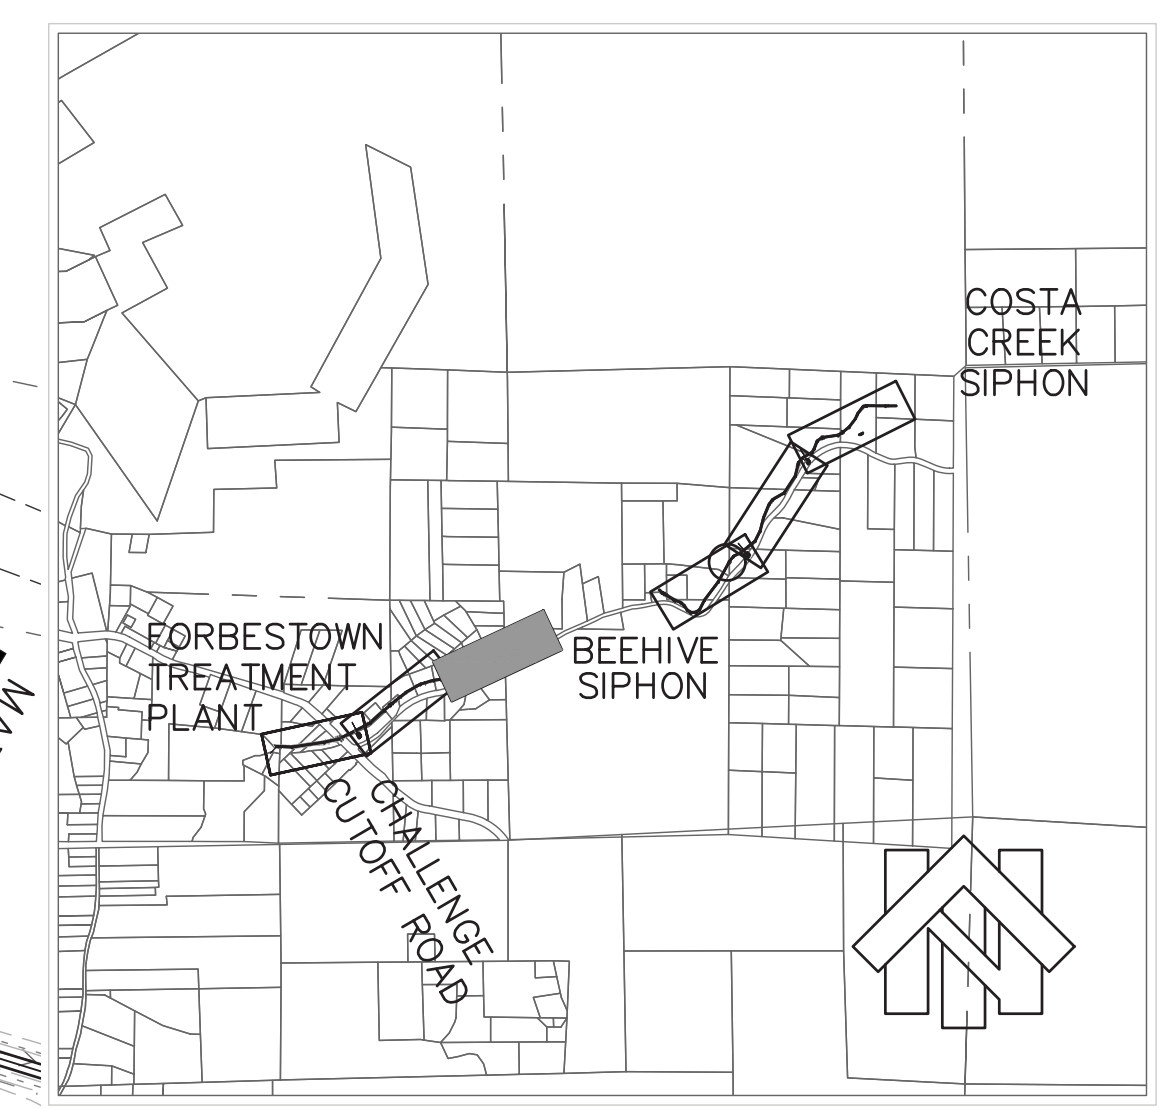 COSTA
CREEK
SIPHON
FORBESTOWN
TREATMENT
PLANT
BEEHIVE
SIPHON
CHALLENGE
CUTOFF ROAD
N